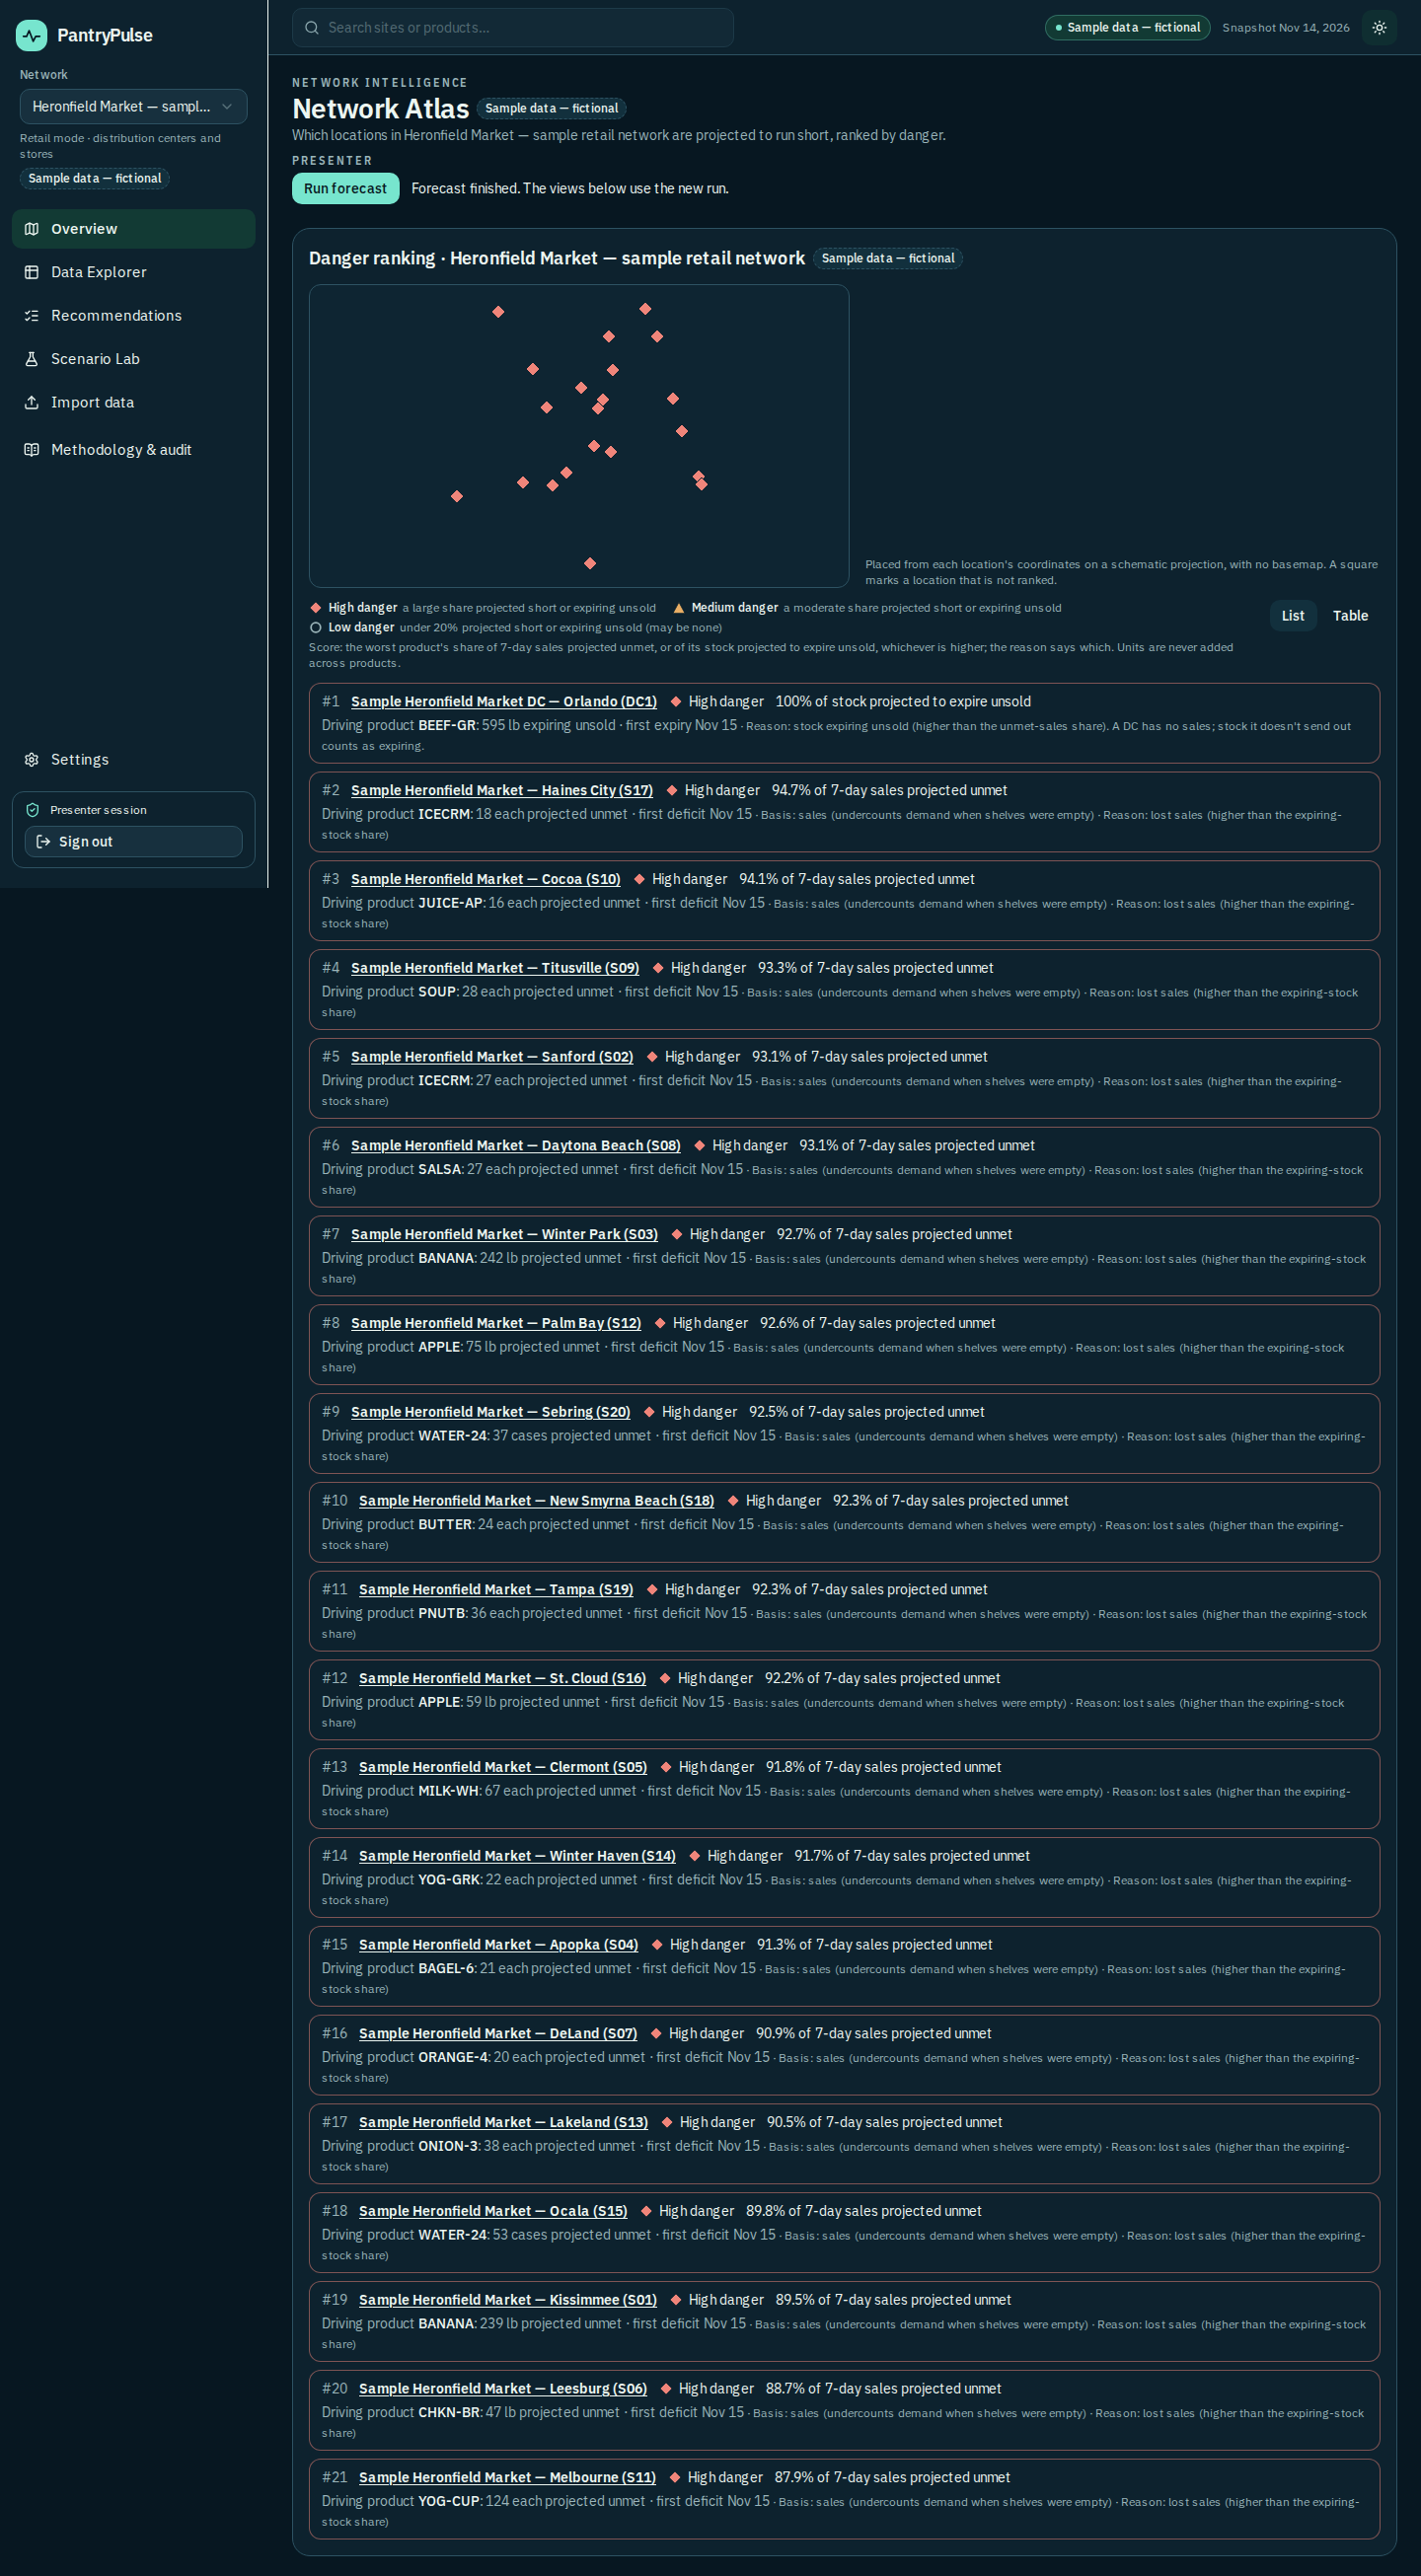 PantryPulse
Network
Heronfield Market — sampl...
Retail mode · distribution centers and
stores
Sample data — fictional
Overview
Data Explorer
Recommendations
Scenario Lab
Import data
Methodology & audit
Settings
Presenter session
Sign out
Search sites or products...
Sample data — fictional
Snapshot Nov 14, 2026
NETWORK INTELLIGENCE
Network Atlas
Sample data — fictional
Which locations in Heronfield Market — sample retail network are projected to run short, ranked by danger.
PRESENTER
Run forecast
Forecast finished. The views below use the new run.
Danger ranking · Heronfield Market — sample retail network
Sample data — fictional
Placed from each location's coordinates on a schematic projection, with no basemap. A square
marks a location that is not ranked.
High danger a large share projected short or expiring unsold
Medium danger a moderate share projected short or expiring unsold
Low danger under 20% projected short or expiring unsold (may be none)
Score: the worst product's share of 7-day sales projected unmet, or of its stock projected to expire unsold, whichever is higher; the reason says which. Units are never added
across products.
List
Table
#1 Sample Heronfield Market DC — Orlando (DC1) High danger 100% of stock projected to expire unsold
Driving product BEEF-GR: 595 lb expiring unsold · first expiry Nov 15 · Reason: stock expiring unsold (higher than the unmet-sales share). A DC has no sales; stock it doesn't send out
counts as expiring.
#2 Sample Heronfield Market — Haines City (S17) High danger 94.7% of 7-day sales projected unmet
Driving product ICECRM: 18 each projected unmet · first deficit Nov 15 · Basis: sales (undercounts demand when shelves were empty) · Reason: lost sales (higher than the expiring-
stock share)
#3 Sample Heronfield Market — Cocoa (S10) High danger 94.1% of 7-day sales projected unmet
Driving product JUICE-AP: 16 each projected unmet · first deficit Nov 15 · Basis: sales (undercounts demand when shelves were empty) · Reason: lost sales (higher than the expiring-
stock share)
#4 Sample Heronfield Market — Titusville (S09) High danger 93.3% of 7-day sales projected unmet
Driving product SOUP: 28 each projected unmet · first deficit Nov 15 · Basis: sales (undercounts demand when shelves were empty) · Reason: lost sales (higher than the expiring-stock
share)
#5 Sample Heronfield Market — Sanford (S02) High danger 93.1% of 7-day sales projected unmet
Driving product ICECRM: 27 each projected unmet · first deficit Nov 15 · Basis: sales (undercounts demand when shelves were empty) · Reason: lost sales (higher than the expiring-
stock share)
#6 Sample Heronfield Market — Daytona Beach (S08) High danger 93.1% of 7-day sales projected unmet
Driving product SALSA: 27 each projected unmet · first deficit Nov 15 · Basis: sales (undercounts demand when shelves were empty) · Reason: lost sales (higher than the expiring-stock
share)
#7 Sample Heronfield Market — Winter Park (S03) High danger 92.7% of 7-day sales projected unmet
Driving product BANANA: 242 lb projected unmet · first deficit Nov 15 · Basis: sales (undercounts demand when shelves were empty) · Reason: lost sales (higher than the expiring-stock
share)
#8 Sample Heronfield Market — Palm Bay (S12) High danger 92.6% of 7-day sales projected unmet
Driving product APPLE: 75 lb projected unmet · first deficit Nov 15 · Basis: sales (undercounts demand when shelves were empty) · Reason: lost sales (higher than the expiring-stock
share)
#9 Sample Heronfield Market — Sebring (S20) High danger 92.5% of 7-day sales projected unmet
Driving product WATER-24: 37 cases projected unmet · first deficit Nov 15 · Basis: sales (undercounts demand when shelves were empty) · Reason: lost sales (higher than the expiring-
stock share)
#10 Sample Heronfield Market — New Smyrna Beach (S18) High danger 92.3% of 7-day sales projected unmet
Driving product BUTTER: 24 each projected unmet · first deficit Nov 15 · Basis: sales (undercounts demand when shelves were empty) · Reason: lost sales (higher than the expiring-
stock share)
#11 Sample Heronfield Market — Tampa (S19) High danger 92.3% of 7-day sales projected unmet
Driving product PNUTB: 36 each projected unmet · first deficit Nov 15 · Basis: sales (undercounts demand when shelves were empty) · Reason: lost sales (higher than the expiring-stock
share)
#12 Sample Heronfield Market — St. Cloud (S16) High danger 92.2% of 7-day sales projected unmet
Driving product APPLE: 59 lb projected unmet · first deficit Nov 15 · Basis: sales (undercounts demand when shelves were empty) · Reason: lost sales (higher than the expiring-stock
share)
#13 Sample Heronfield Market — Clermont (S05) High danger 91.8% of 7-day sales projected unmet
Driving product MILK-WH: 67 each projected unmet · first deficit Nov 15 · Basis: sales (undercounts demand when shelves were empty) · Reason: lost sales (higher than the expiring-
stock share)
#14 Sample Heronfield Market — Winter Haven (S14) High danger 91.7% of 7-day sales projected unmet
Driving product YOG-GRK: 22 each projected unmet · first deficit Nov 15 · Basis: sales (undercounts demand when shelves were empty) · Reason: lost sales (higher than the expiring-
stock share)
#15 Sample Heronfield Market — Apopka (S04) High danger 91.3% of 7-day sales projected unmet
Driving product BAGEL-6: 21 each projected unmet · first deficit Nov 15 · Basis: sales (undercounts demand when shelves were empty) · Reason: lost sales (higher than the expiring-
stock share)
#16 Sample Heronfield Market — DeLand (S07) High danger 90.9% of 7-day sales projected unmet
Driving product ORANGE-4: 20 each projected unmet · first deficit Nov 15 · Basis: sales (undercounts demand when shelves were empty) · Reason: lost sales (higher than the expiring-
stock share)
#17 Sample Heronfield Market — Lakeland (S13) High danger 90.5% of 7-day sales projected unmet
Driving product ONION-3: 38 each projected unmet · first deficit Nov 15 · Basis: sales (undercounts demand when shelves were empty) · Reason: lost sales (higher than the expiring-
stock share)
#18 Sample Heronfield Market — Ocala (S15) High danger 89.8% of 7-day sales projected unmet
Driving product WATER-24: 53 cases projected unmet · first deficit Nov 15 · Basis: sales (undercounts demand when shelves were empty) · Reason: lost sales (higher than the expiring-
stock share)
#19 Sample Heronfield Market — Kissimmee (S01) High danger 89.5% of 7-day sales projected unmet
Driving product BANANA: 239 lb projected unmet · first deficit Nov 15 · Basis: sales (undercounts demand when shelves were empty) · Reason: lost sales (higher than the expiring-stock
share)
#20 Sample Heronfield Market — Leesburg (S06) High danger 88.7% of 7-day sales projected unmet
Driving product CHKN-BR: 47 lb projected unmet · first deficit Nov 15 · Basis: sales (undercounts demand when shelves were empty) · Reason: lost sales (higher than the expiring-stock
share)
#21 Sample Heronfield Market — Melbourne (S11) High danger 87.9% of 7-day sales projected unmet
Driving product YOG-CUP: 124 each projected unmet · first deficit Nov 15 · Basis: sales (undercounts demand when shelves were empty) · Reason: lost sales (higher than the expiring-
stock share)